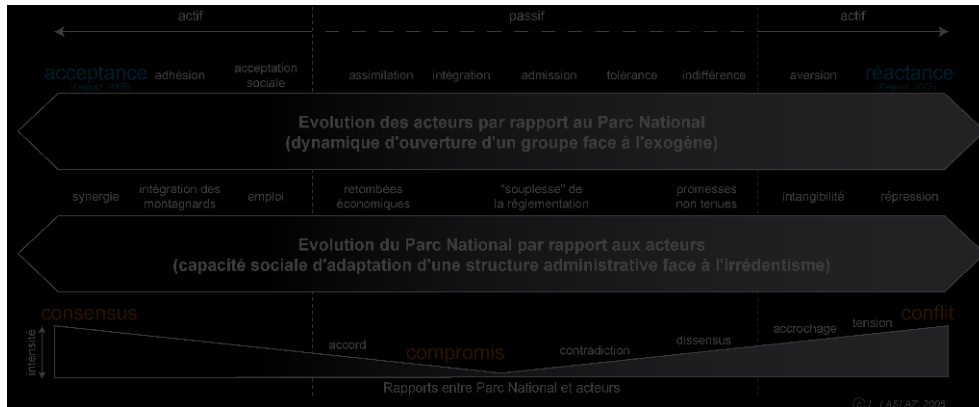 actif passif actif
acceptance adhésion acceptation sociale assimilation intégration admission tolérance indifférence aversion réactance
(Depraz, 2005) (Depraz, 2005)
Evolution des acteurs par rapport au Parc National
(dynamique d'ouverture d'un groupe face à l'exogène)
synergie intégration des montagnards emploi retombées économiques "souplesse" de la réglementation promesses non tenues intangibilité répression
Evolution du Parc National par rapport aux acteurs
(capacité sociale d'adaptation d'une structure administrative face à l'irrédentisme)
consensus conflit
intensité accord compromis contradiction dissensus accrochage tension
Rapports entre Parc National et acteurs
L. LASLAZ, 2005